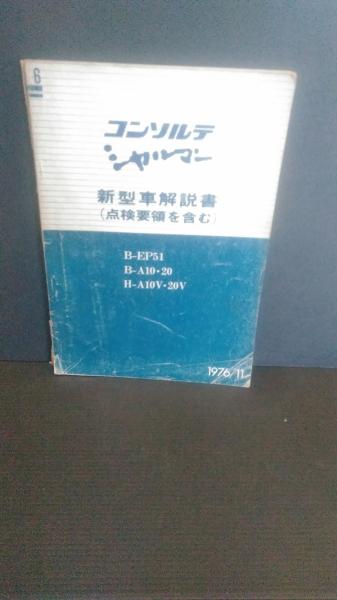 6
コンソルテ
シャルマン
新型車解説書
(点検要領を含む)
B-EP51
B-A10・20
H-A10V・20V
1976/11